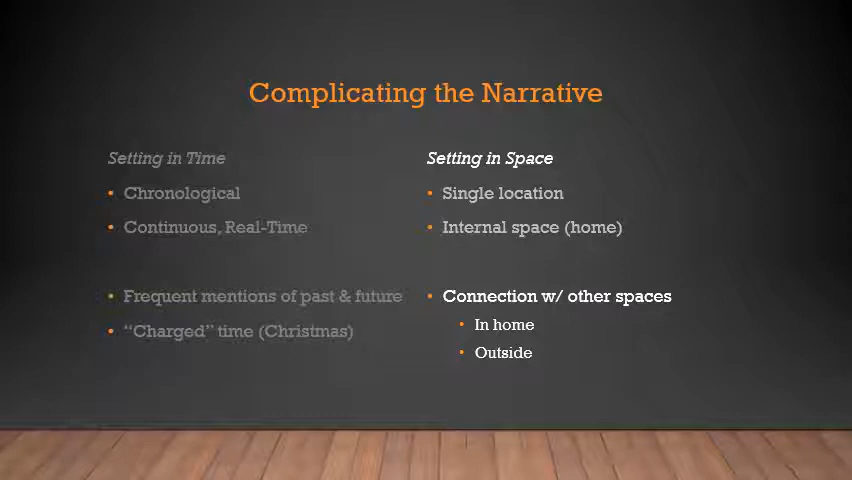 Complicating the Narrative
Setting in Time
• Chronological
• Continuous, Real-Time
• Frequent mentions of past & future
• “Charged” time (Christmas)
Setting in Space
• Single location
• Internal space (home)
• Connection w/ other spaces
• In home
• Outside